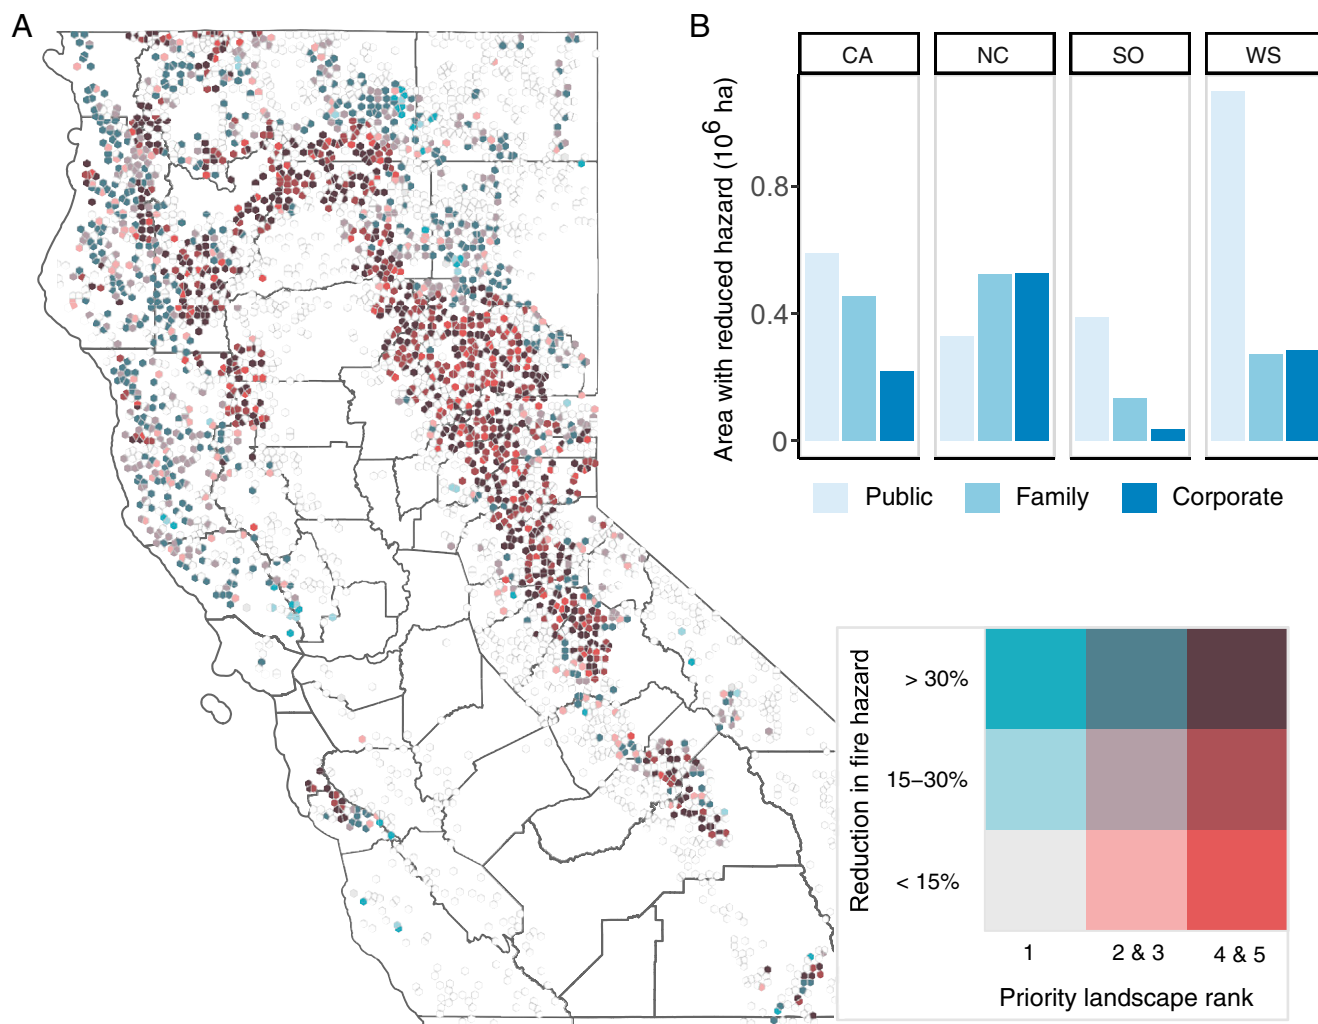 A
B
CA
NC
SO
WS
Area with reduced hazard (10⁶ ha)
0.8
0.4
0
Public
Family
Corporate
Reduction in fire hazard
> 30%
15–30%
< 15%
1
2 & 3
4 & 5
Priority landscape rank